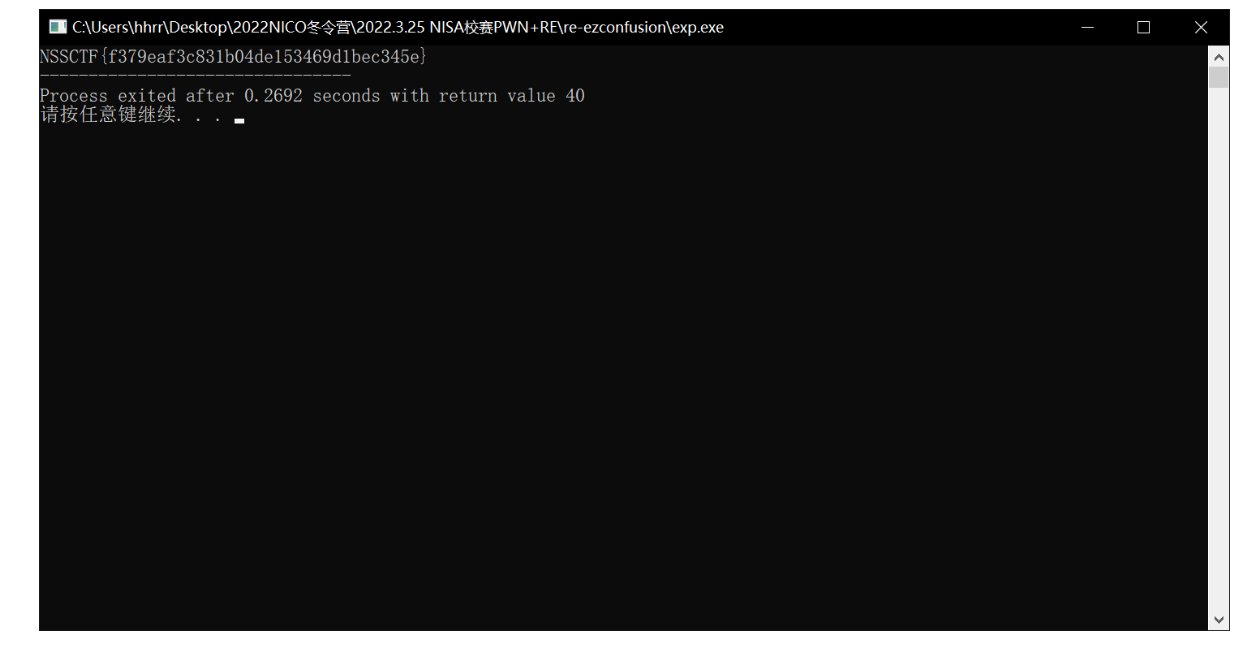 C:\Users\hhrr\Desktop\2022NICO冬令营\2022.3.25 NISA校赛PWN+RE\re-ezconfusion\exp.exe
NSSCTF{f379eaf3c831b04de153469d1bec345e}
--------------------------------
Process exited after 0.2692 seconds with return value 40
请按任意键继续. . .